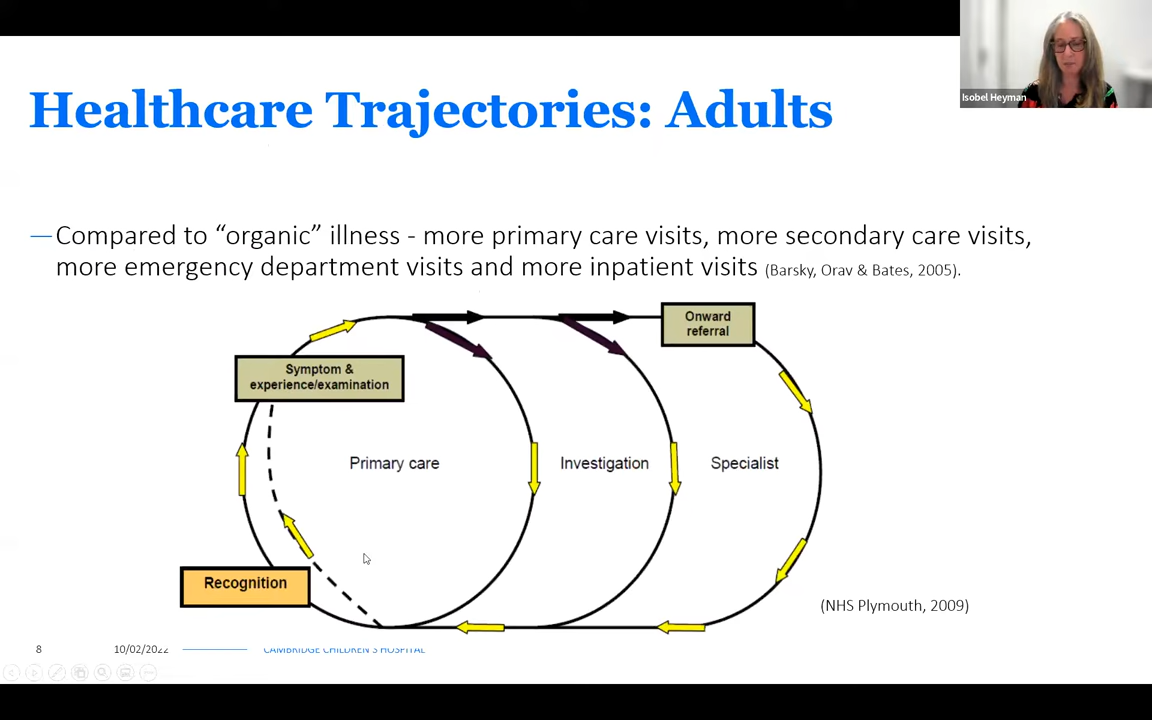 Isobel Heyman
Healthcare Trajectories: Adults
— Compared to “organic” illness - more primary care visits, more secondary care visits,
more emergency department visits and more inpatient visits (Barsky, Orav & Bates, 2005).
Onward
referral
Symptom &
experience/examination
Primary care
Investigation
Specialist
Recognition
(NHS Plymouth, 2009)
8
10/02/2022
CAMBRIDGE CHILDREN'S HOSPITAL